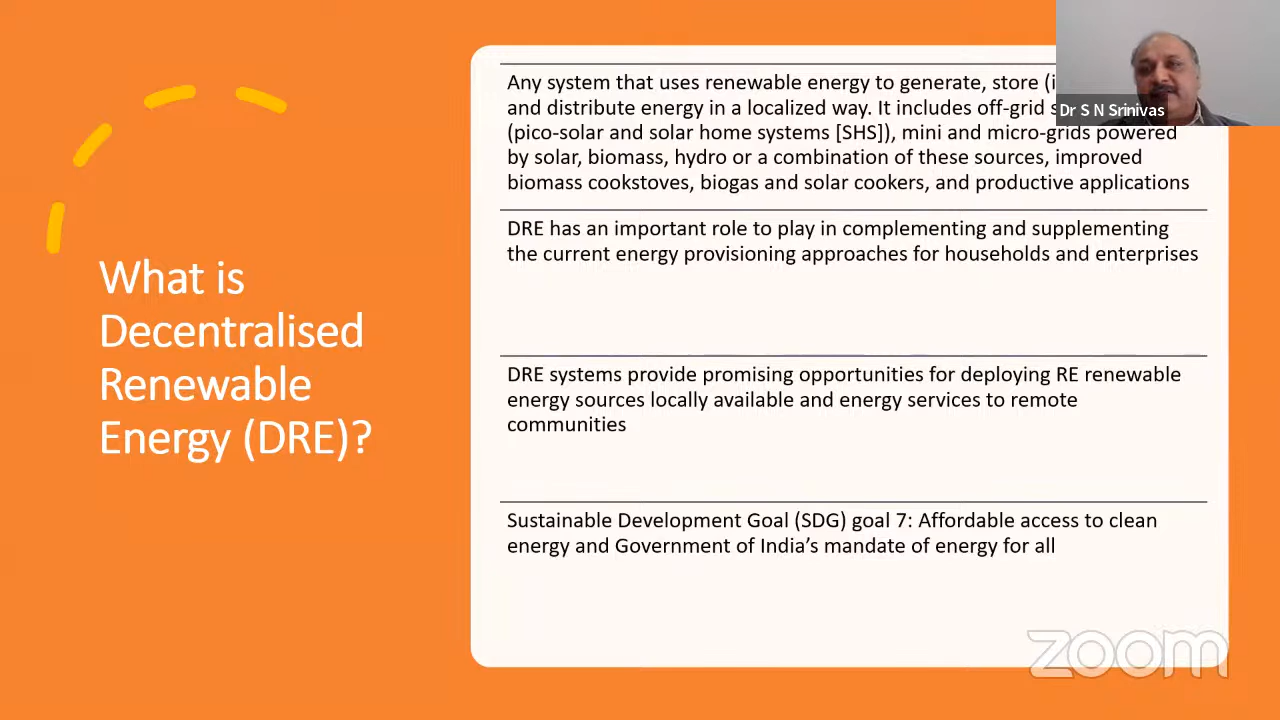 What is
Decentralised
Renewable
Energy (DRE)?
Any system that uses renewable energy to generate, store (i
and distribute energy in a localized way. It includes off-grid s
(pico-solar and solar home systems [SHS]), mini and micro-grids powered
by solar, biomass, hydro or a combination of these sources, improved
biomass cookstoves, biogas and solar cookers, and productive applications
DRE has an important role to play in complementing and supplementing
the current energy provisioning approaches for households and enterprises
DRE systems provide promising opportunities for deploying RE renewable
energy sources locally available and energy services to remote
communities
Sustainable Development Goal (SDG) goal 7: Affordable access to clean
energy and Government of India’s mandate of energy for all
Dr S N Srinivas
zoom